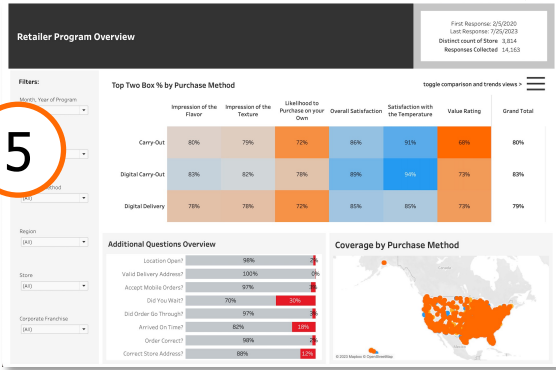 First Response: 2/5/2020
Last Response: 7/25/2023
Retailer Program Overview
Distinct count of Store 3,814
Responses Collected 14,163
Filters:
Top Two Box % by Purchase Method
toggle comparison and trends views >
Month, Year of Program
Impression of the Flavor
Impression of the Texture
Likelihood to Purchase on your Own
Overall Satisfaction
Satisfaction with the Temperature
Value Rating
Grand Total
5
Carry-Out 80% 79% 72% 86% 91% 68% 80%
Digital Carry-Out 83% 82% 78% 89% 94% 73% 83%
(All)
Digital Delivery 78% 78% 72% 85% 85% 73% 79%
Region
(All)
Additional Questions Overview
Coverage by Purchase Method
Location Open? 98%
Valid Delivery Address? 100% 0%
Store
Accept Mobile Orders? 97%
(All)
Did You Wait? 70% 30%
Did Order Go Through? 97%
Corporate Franchise
Arrived On Time? 82% 18%
(All)
Order Correct? 98%
Correct Store Address? 88% 12%
© 2023 Mapbox © OpenStreetMap